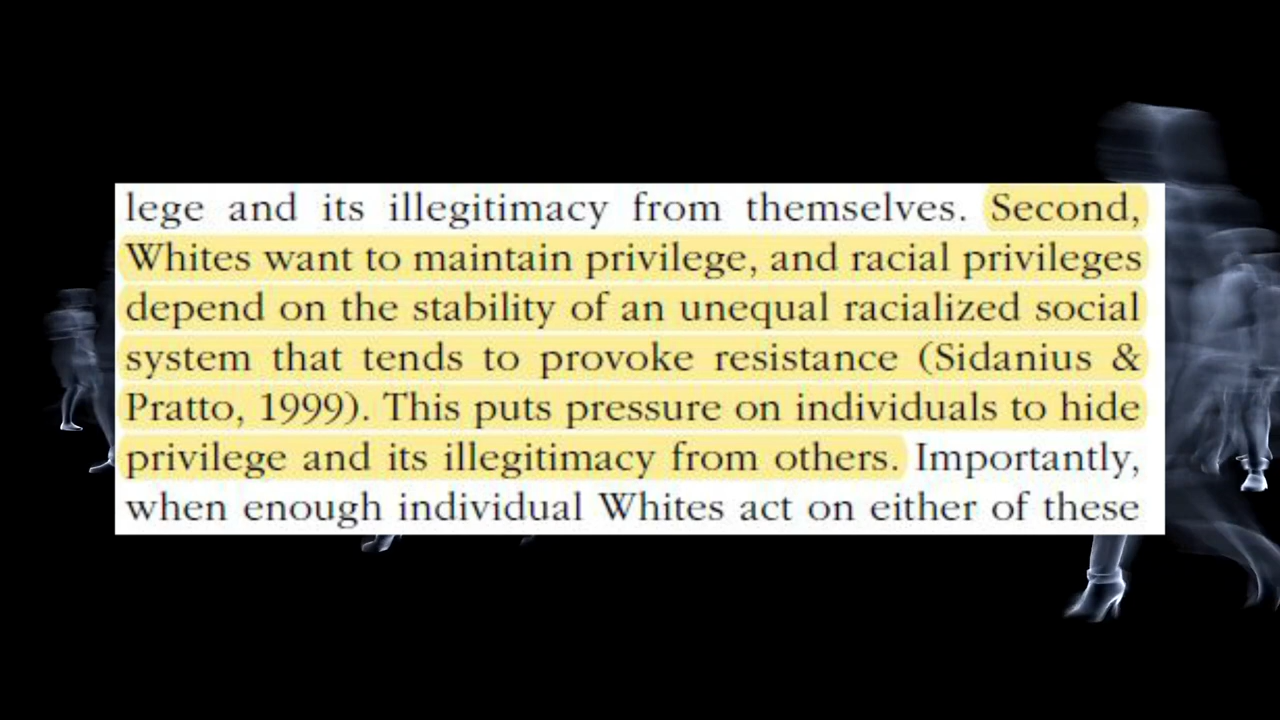 lege and its illegitimacy from themselves. Second,
Whites want to maintain privilege, and racial privileges
depend on the stability of an unequal racialized social
system that tends to provoke resistance (Sidanius &
Pratto, 1999). This puts pressure on individuals to hide
privilege and its illegitimacy from others. Importantly,
when enough individual Whites act on either of these